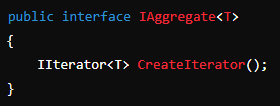 public interface IAggregate<T>
{
    IIterator<T> CreateIterator();
}